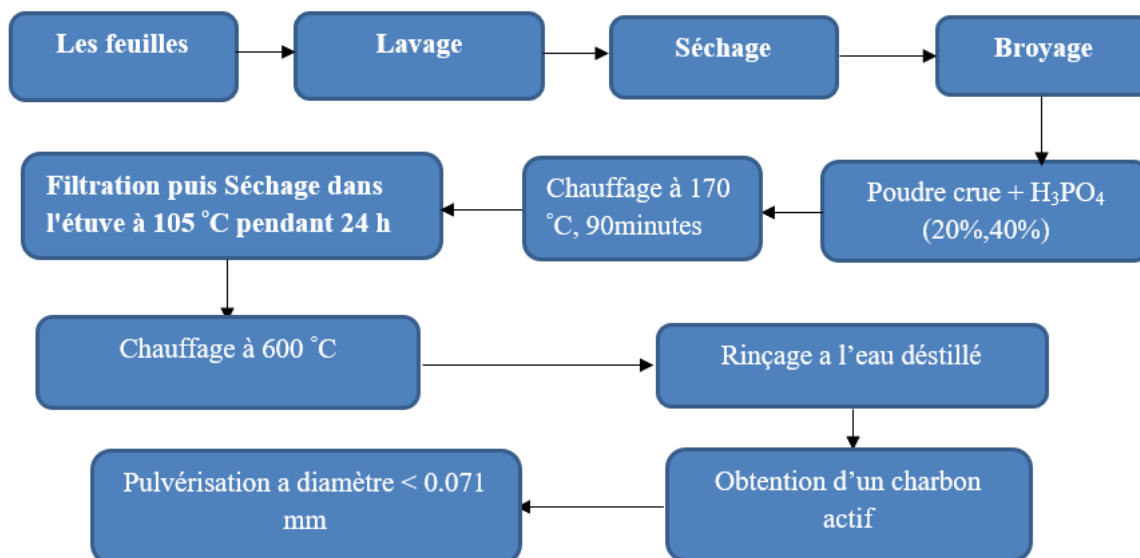 Les feuilles
Lavage
Séchage
Broyage
Poudre crue + H₃PO₄
(20%,40%)
Chauffage à 170
°C, 90minutes
Filtration puis Séchage dans
l'étuve à 105 °C pendant 24 h
Chauffage à 600 °C
Rinçage a l’eau déstillé
Obtention d’un charbon
actif
Pulvérisation a diamètre < 0.071
mm